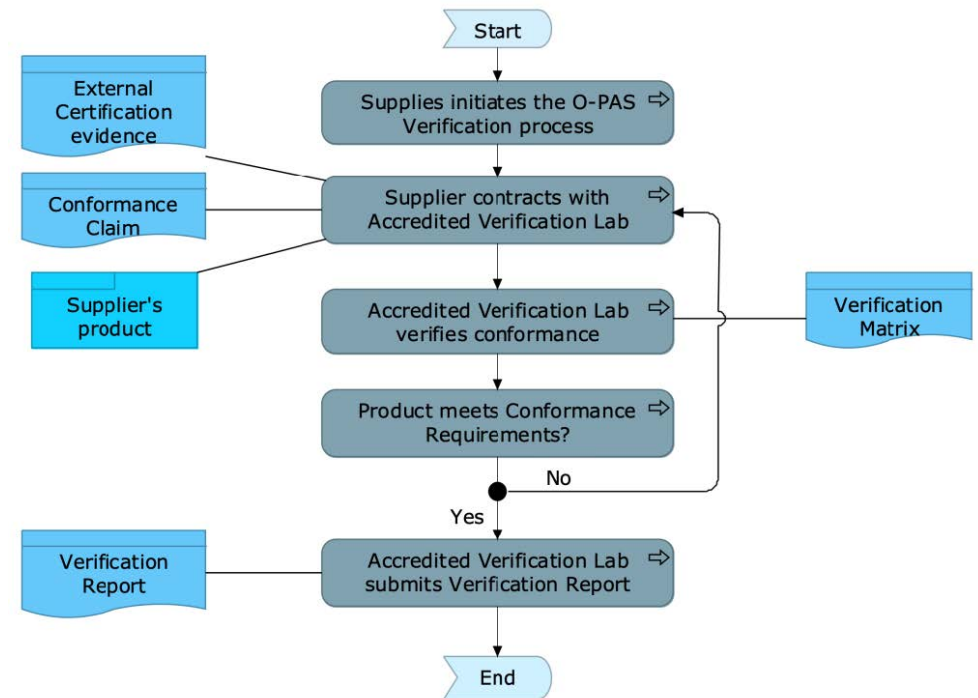 Start
External
Certification
evidence
Supplies initiates the O-PAS
Verification process
Conformance
Claim
Supplier contracts with
Accredited Verification Lab
Supplier's
product
Accredited Verification Lab
verifies conformance
Verification
Matrix
Product meets Conformance
Requirements?
No
Yes
Verification
Report
Accredited Verification Lab
submits Verification Report
End